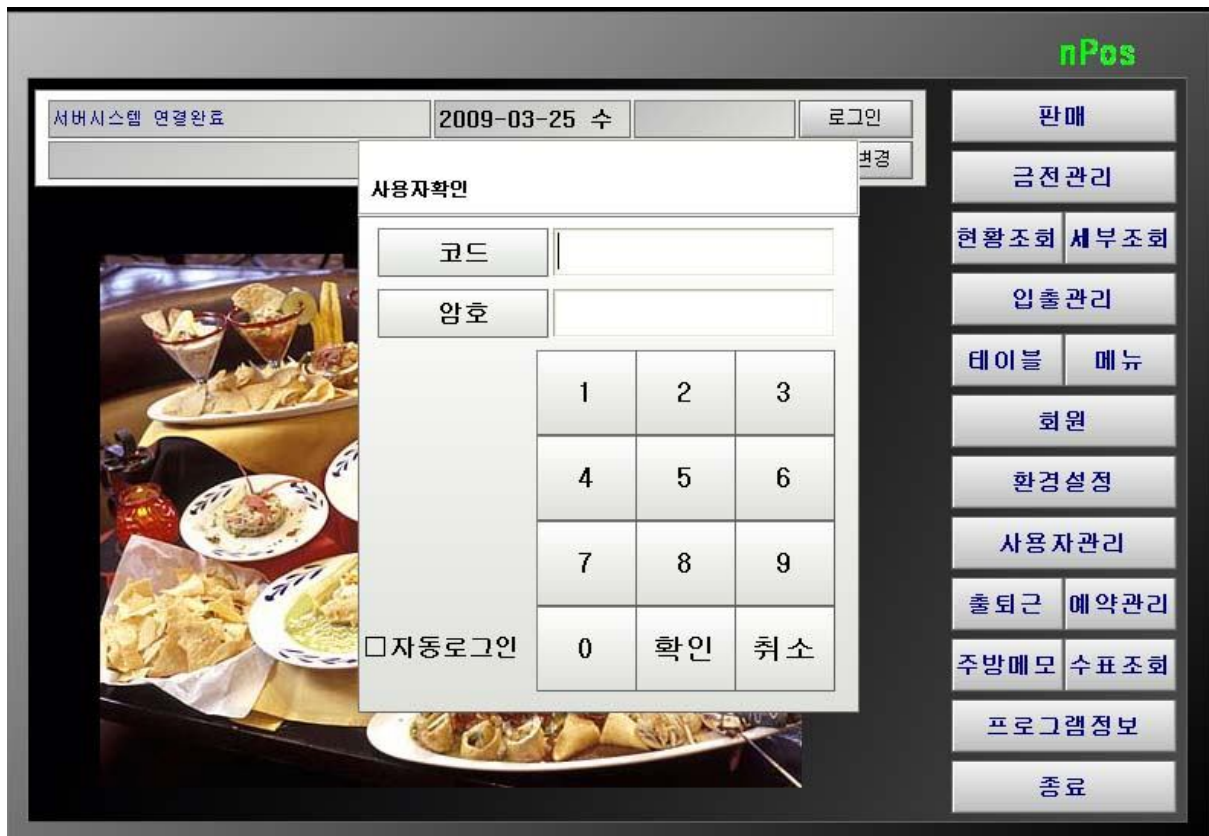 nPos
서버시스템 연결완료
2009-03-25 수
로그인
변경
사용자확인
코드
암호
1 2 3
4 5 6
7 8 9
□자동로그인 0 확인 취소
판매
금전관리
현황조회 세부조회
입출관리
테이블 메뉴
회원
환경설정
사용자관리
출퇴근 예약관리
주방메모 수표조회
프로그램정보
종료